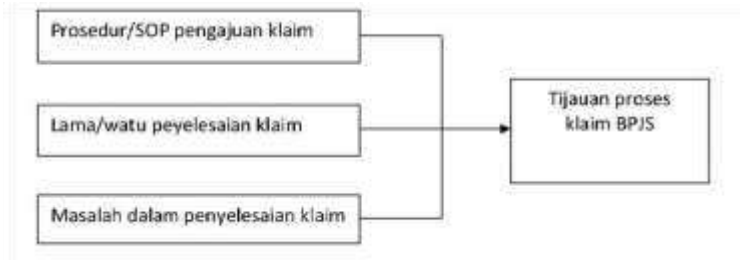 Prosedur/SOP pengajuan klaim
Lama/watu peyelesaian klaim
Masalah dalam penyelesaian klaim
Tijauan proses
klaim BPJS